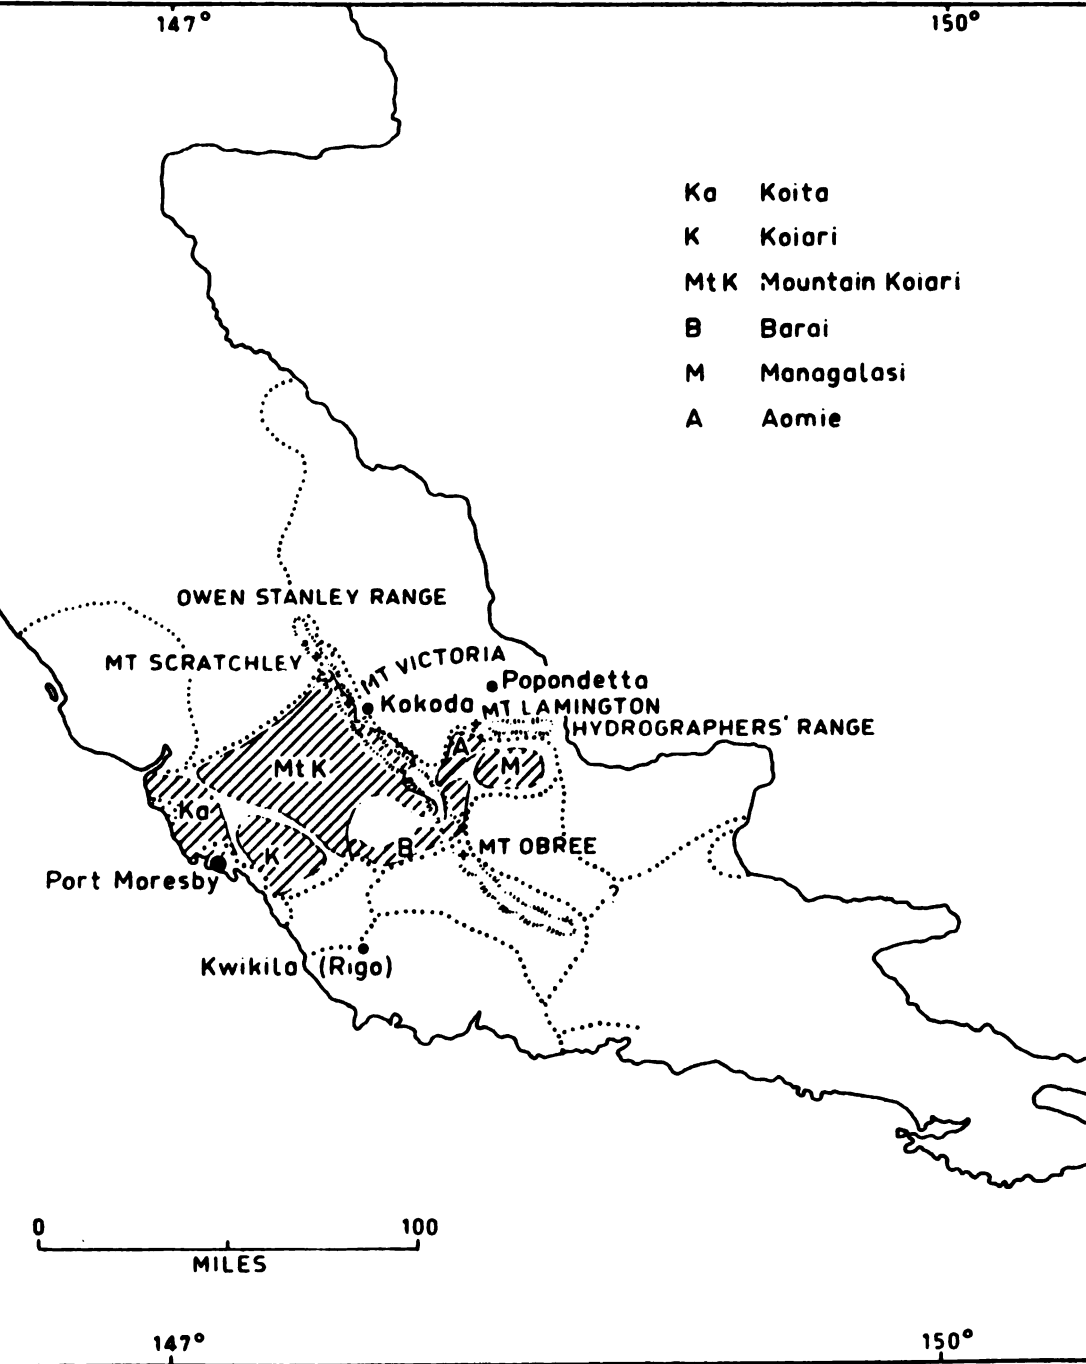 147°
150°
Ka Koita
K Koiari
MtK Mountain Koiari
B Barai
M Managalasi
A Aomie
OWEN STANLEY RANGE
MT SCRATCHLEY
MT VICTORIA
Popondetta
Kokoda
MT LAMINGTON
HYDROGRAPHERS' RANGE
A
M
MtK
Ka
K
B
MT OBREE
Port Moresby
Kwikila (Rigo)
0
100
MILES
147°
150°